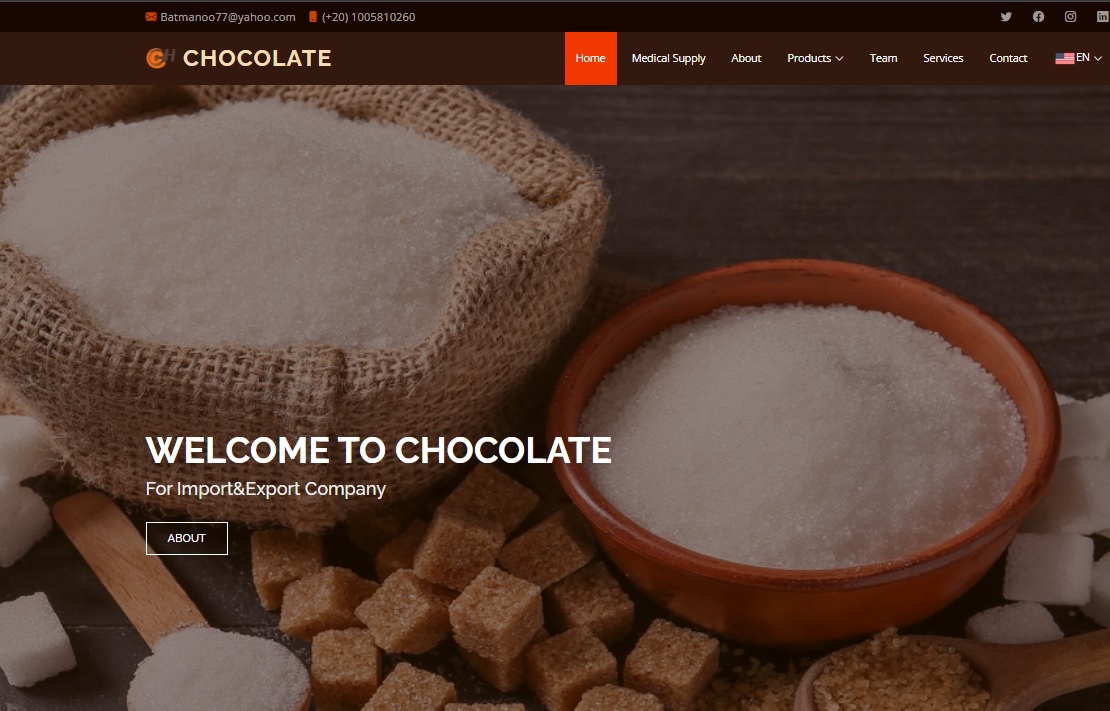 Batmanoo77@yahoo.com (+20) 1005810260
CH CHOCOLATE
Home Medical Supply About Products Team Services Contact EN
WELCOME TO CHOCOLATE
For Import&Export Company
ABOUT